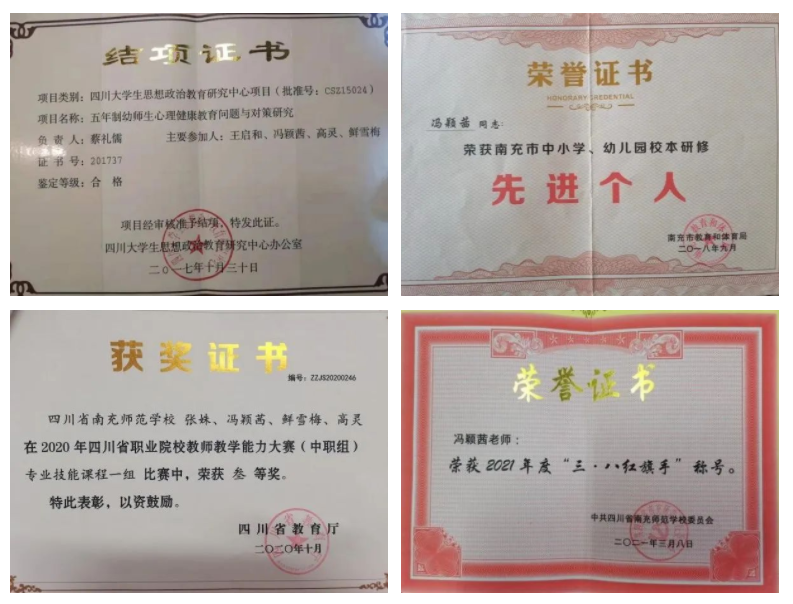 结项证书
项目类别：四川大学生思想政治教育研究中心项目（批准号：CSZ15024）
项目名称：五年制幼师生心理健康教育问题与对策研究
负责人：蔡礼儒 主要参加人：王启和、冯颖茜、高灵、鲜雪梅
证书号：201737
鉴定等级：合 格
项目经审核准予结项，特发此证。
四川大学生思想政治教育研究中心办公室
二〇一七年十月三十日
荣誉证书
HONORARY CREDENTIAL
冯颖茜 同志：
荣获南充市中小学、幼儿园校本研修
先进个人
南充市教育和体育局
二〇一八年九月
获奖证书
编号：ZZJS20200246
四川省南充师范学校 张姝、冯颖茜、鲜雪梅、高灵
在2020年四川省职业院校教师教学能力大赛（中职组）
专业技能课程一组 比赛中，荣获 叁 等奖。
特此表彰，以资鼓励。
四川省教育厅
二〇二〇年十月
荣誉证书
冯颖茜老师：
荣获2021年度“三·八红旗手”称号。
中共四川省南充师范学校委员会
二〇二一年三月八日